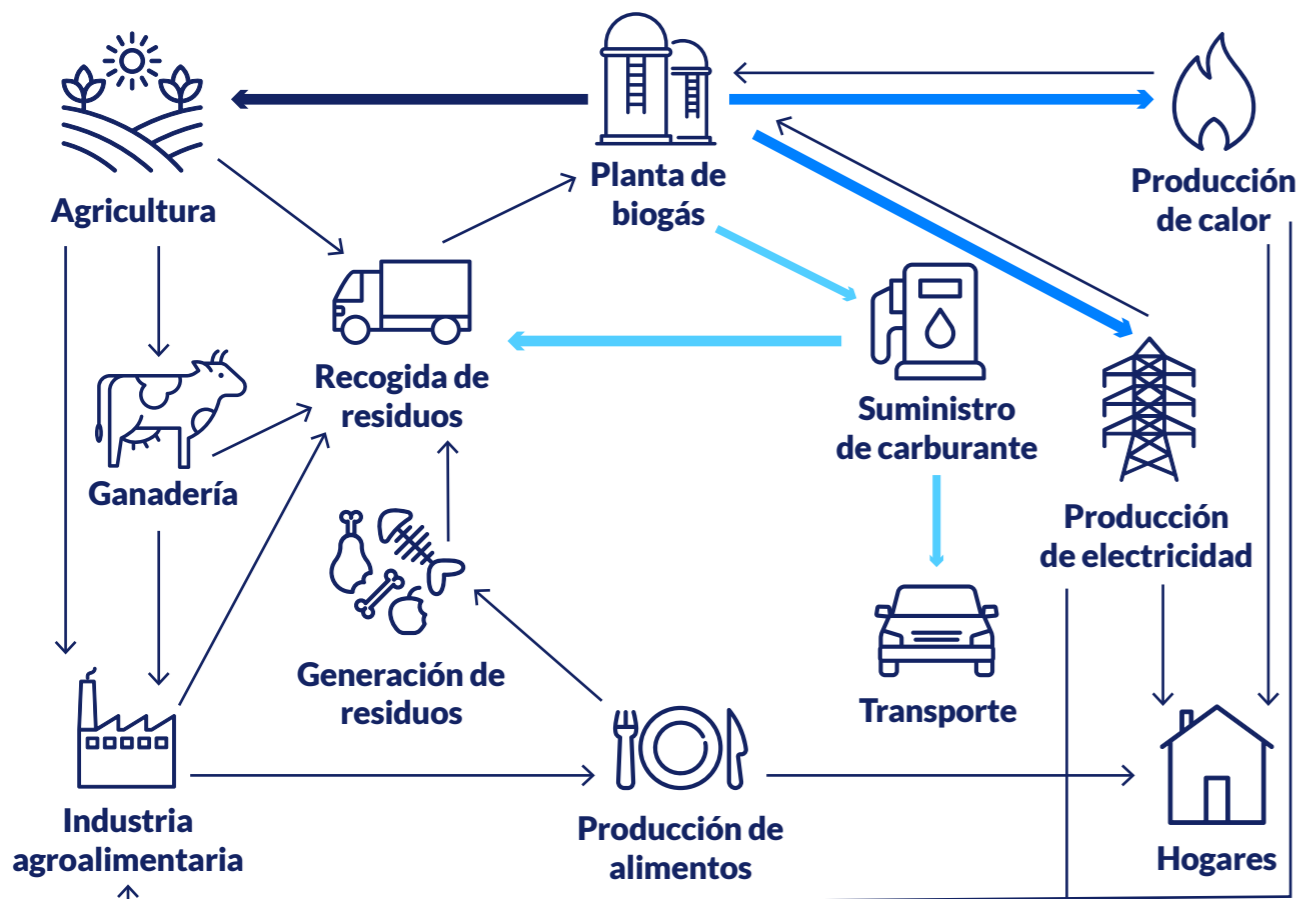 Planta de
biogás
Producción
de calor
Agricultura
Recogida de
residuos
Suministro
de carburante
Ganadería
Producción
de electricidad
Generación de
residuos
Transporte
Industria
agroalimentaria
Producción de
alimentos
Hogares